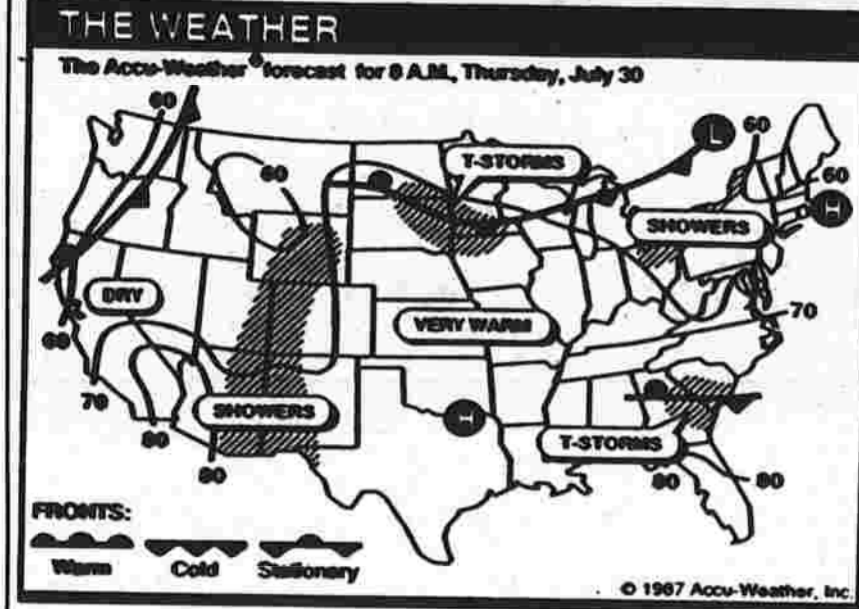 THE WEATHER
The Accu-Weather® forecast for 8 A.M., Thursday, July 30
60
L
60
T-STORMS
60
60
H
SHOWERS
DRY
VERY WARM
70
60
70
SHOWERS
H
80
T-STORMS
80
80
80
FRONTS:
Warm Cold Stationary
© 1987 Accu-Weather, Inc.